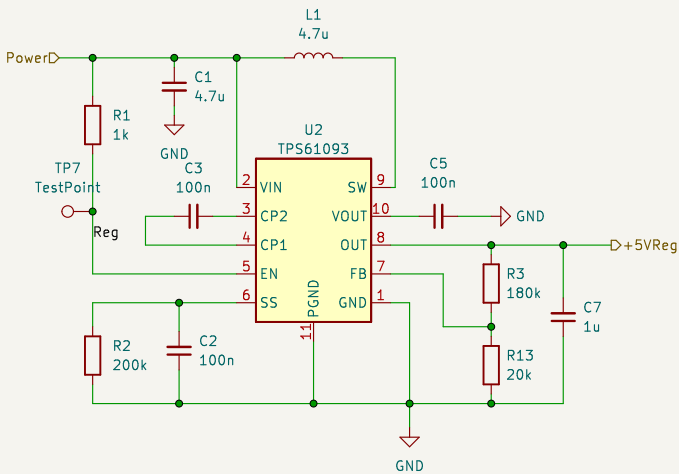 L1
4.7u
Power
C1
4.7u
R1
1k
GND
U2
TPS61093
TP7
TestPoint
C3
100n
C5
100n
2
VIN
SW
9
3
CP2
VOUT
10
GND
Reg
4
CP1
OUT
8
+5VReg
5
EN
FB
7
R3
180k
6
SS
PGND
GND
1
11
C7
1u
R2
200k
C2
100n
R13
20k
GND